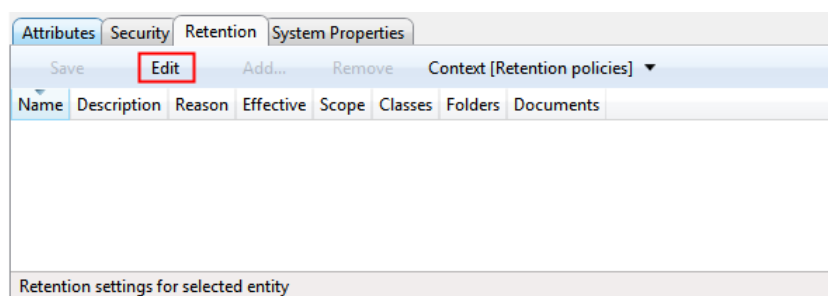 Attributes Security Retention System Properties
Save Edit Add... Remove Context [Retention policies]
Name Description Reason Effective Scope Classes Folders Documents
Retention settings for selected entity